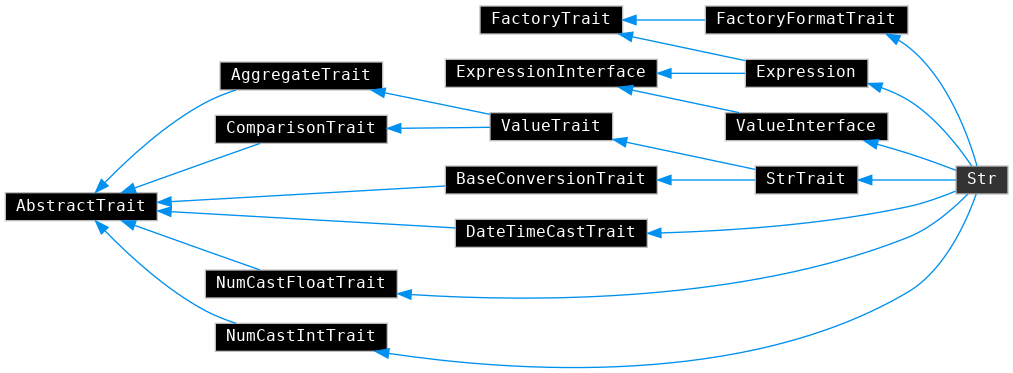 FactoryTrait
FactoryFormatTrait
AggregateTrait
ExpressionInterface
Expression
ComparisonTrait
ValueTrait
ValueInterface
BaseConversionTrait
StrTrait
Str
AbstractTrait
DateTimeCastTrait
NumCastFloatTrait
NumCastIntTrait